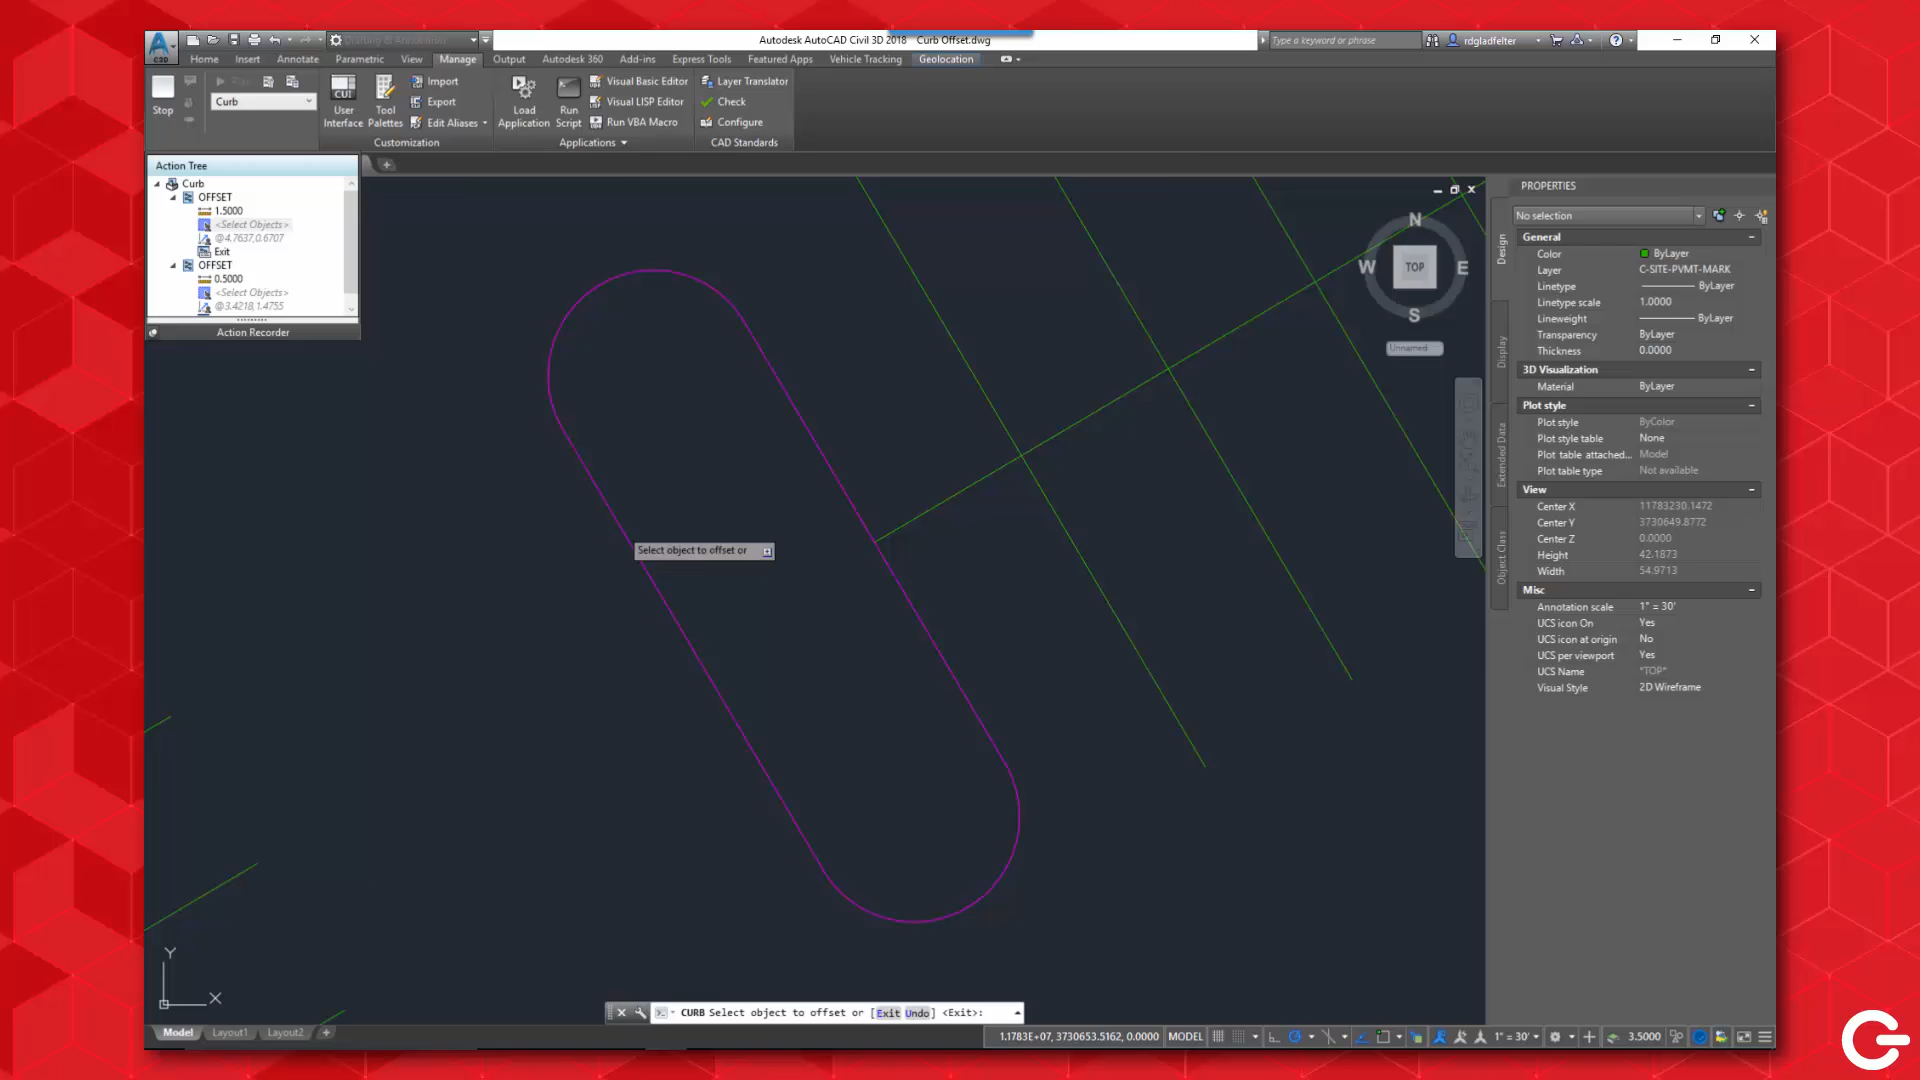 C3D
Drafting & Annotation
Autodesk AutoCAD Civil 3D 2018 Curb Offset.dwg
Type a keyword or phrase
rdgladfelter
Home Insert Annotate Parametric View Manage Output Autodesk 360 Add-ins Express Tools Featured Apps Vehicle Tracking Geolocation
Stop
Curb
CUI
User
Interface
Tool
Palettes
Import
Export
Edit Aliases
Customization
Load
Application
Run
Script
Visual Basic Editor
Visual LISP Editor
Run VBA Macro
Applications
Layer Translator
Check
Configure
CAD Standards
Action Tree
Curb
OFFSET
1.5000
<Select Objects>
@4.7637,0.6707
Exit
OFFSET
0.5000
<Select Objects>
@3.4218,1.4755
Action Recorder
Select object to offset or
N
W TOP E
S
Unnamed
Design
Display
Extended Data
Object Class
PROPERTIES
No selection
General
Color ByLayer
Layer C-SITE-PVMT-MARK
Linetype ByLayer
Linetype scale 1.0000
Lineweight ByLayer
Transparency ByLayer
Thickness 0.0000
3D Visualization
Material ByLayer
Plot style
Plot style ByColor
Plot style table None
Plot table attached... Model
Plot table type Not available
View
Center X 11783230.1472
Center Y 3730649.8772
Center Z 0.0000
Height 42.1873
Width 54.9713
Misc
Annotation scale 1" = 30'
UCS icon On Yes
UCS icon at origin No
UCS per viewport Yes
UCS Name *TOP*
Visual Style 2D Wireframe
Y
X
CURB Select object to offset or [Exit Undo] <Exit>:
Model Layout1 Layout2 +
1.1783E+07, 3730653.5162, 0.0000 MODEL 1" = 30' 3.5000